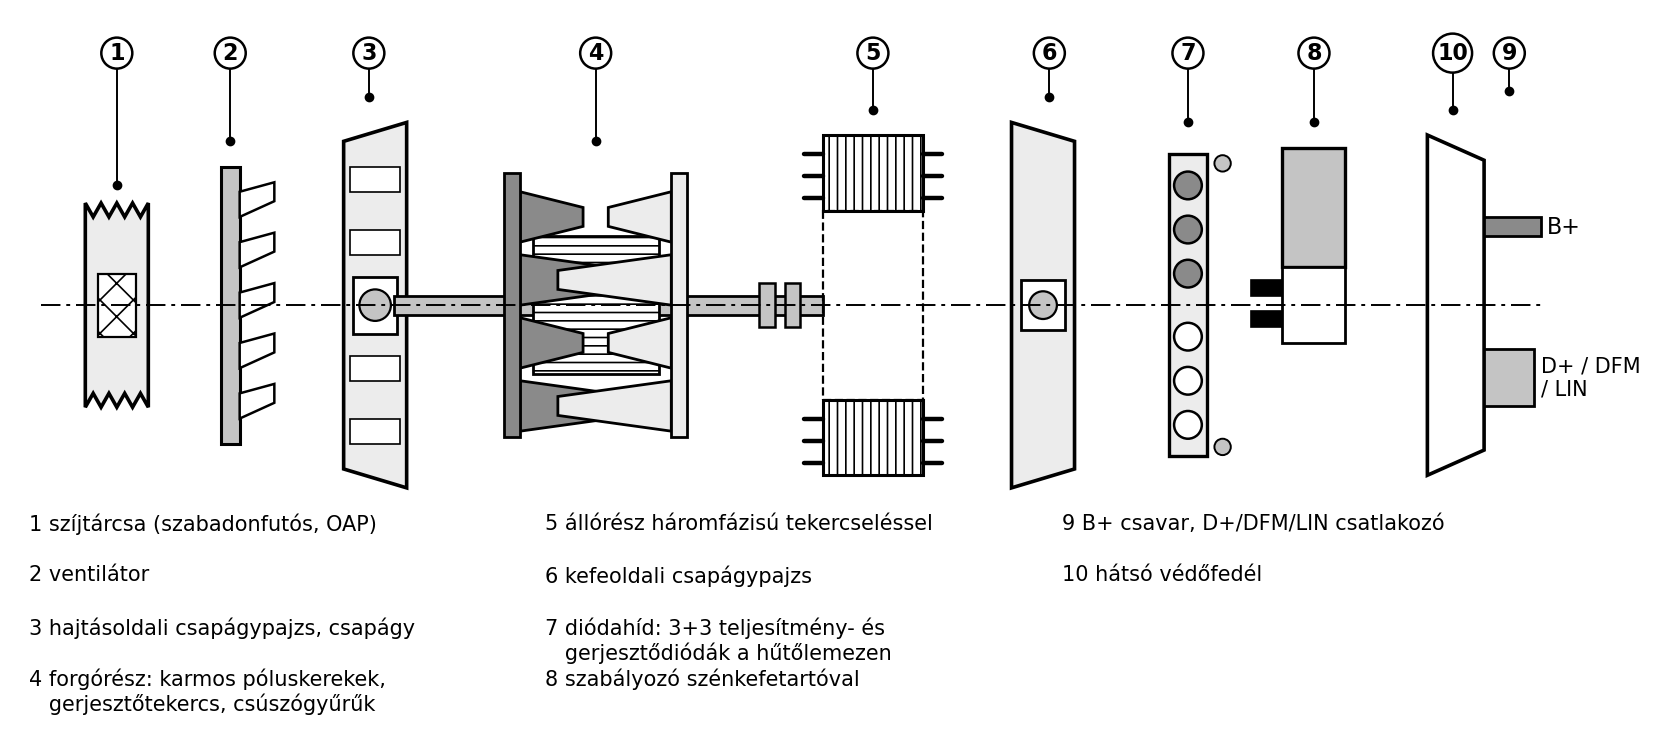 1 2 3 4 5 6 7 8 10 9
B+
D+ / DFM
/ LIN
1 szíjtárcsa (szabadonfutós, OAP)
2 ventilátor
3 hajtásoldali csapágypajzs, csapágy
4 forgórész: karmos póluskerekek,
gerjesztőtekercs, csúszógyűrűk
5 állórész háromfázisú tekercseléssel
6 kefeoldali csapágypajzs
7 diódahíd: 3+3 teljesítmény- és
gerjesztődiódák a hűtőlemezen
8 szabályozó szénkefetartóval
9 B+ csavar, D+/DFM/LIN csatlakozó
10 hátsó védőfedél